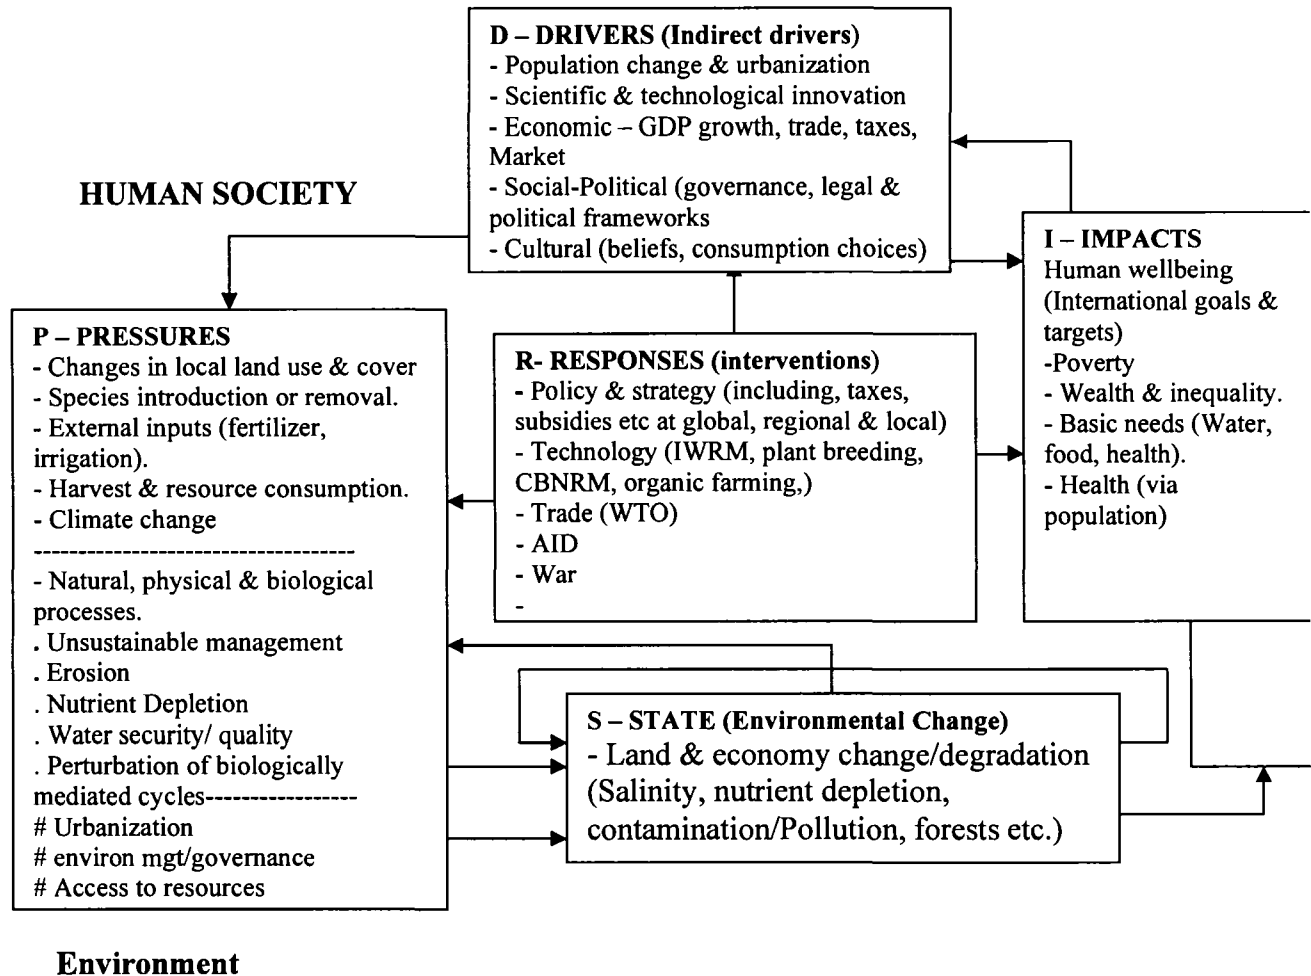 D – DRIVERS (Indirect drivers)
- Population change & urbanization
- Scientific & technological innovation
- Economic – GDP growth, trade, taxes,
Market
- Social-Political (governance, legal &
political frameworks
- Cultural (beliefs, consumption choices)
HUMAN SOCIETY
I – IMPACTS
Human wellbeing
(International goals &
targets)
-Poverty
- Wealth & inequality.
- Basic needs (Water,
food, health).
- Health (via
population)
P – PRESSURES
- Changes in local land use & cover
- Species introduction or removal.
- External inputs (fertilizer,
irrigation).
- Harvest & resource consumption.
- Climate change
-----------------------------------
- Natural, physical & biological
processes.
. Unsustainable management
. Erosion
. Nutrient Depletion
. Water security/ quality
. Perturbation of biologically
mediated cycles-----------------
# Urbanization
# environ mgt/governance
# Access to resources
R- RESPONSES (interventions)
- Policy & strategy (including, taxes,
subsidies etc at global, regional & local)
- Technology (IWRM, plant breeding,
CBNRM, organic farming,)
- Trade (WTO)
- AID
- War
-
S – STATE (Environmental Change)
- Land & economy change/degradation
(Salinity, nutrient depletion,
contamination/Pollution, forests etc.)
Environment